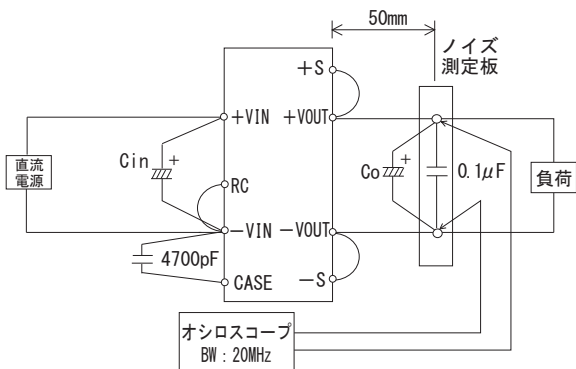 50mm
ノイズ
測定板
+S
+VIN
+VOUT
直流
電源
Cin
+
RC
Co
+
0.1μF
負荷
−VIN
−VOUT
4700pF
CASE
−S
オシロスコープ
BW：20MHz